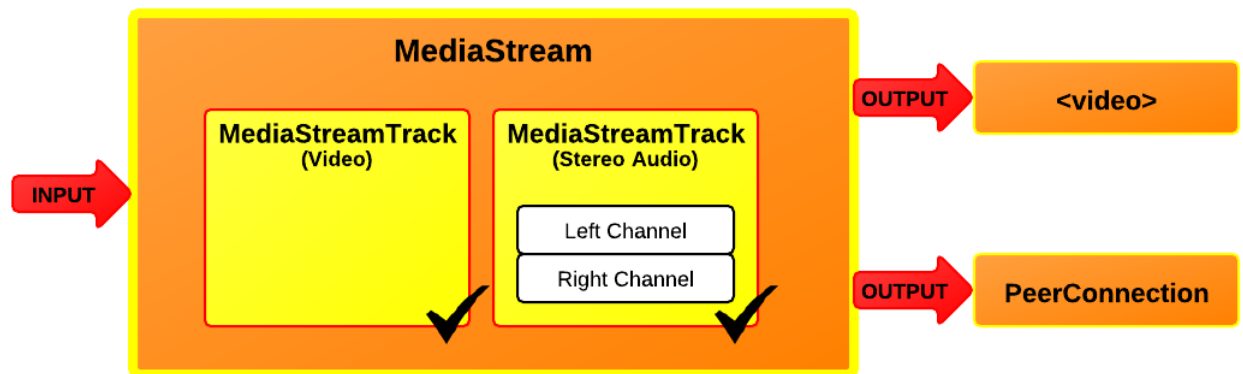 MediaStream
INPUT
MediaStreamTrack
(Video)
MediaStreamTrack
(Stereo Audio)
Left Channel
Right Channel
OUTPUT
<video>
OUTPUT
PeerConnection